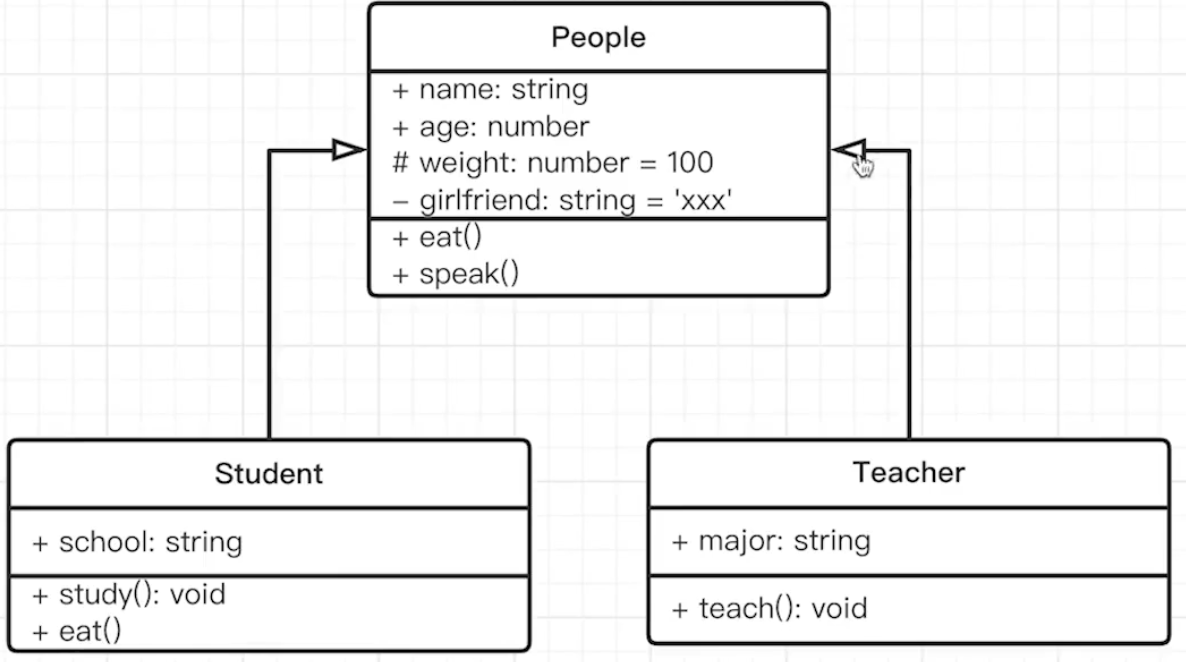 People
+ name: string
+ age: number
# weight: number = 100
– girlfriend: string = 'xxx'
+ eat()
+ speak()
Student
+ school: string
+ study(): void
+ eat()
Teacher
+ major: string
+ teach(): void